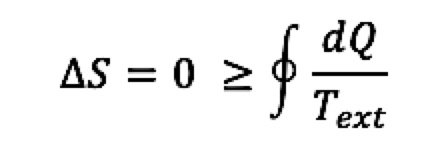 ΔS = 0 ≥ ∮ dQ / T_ext